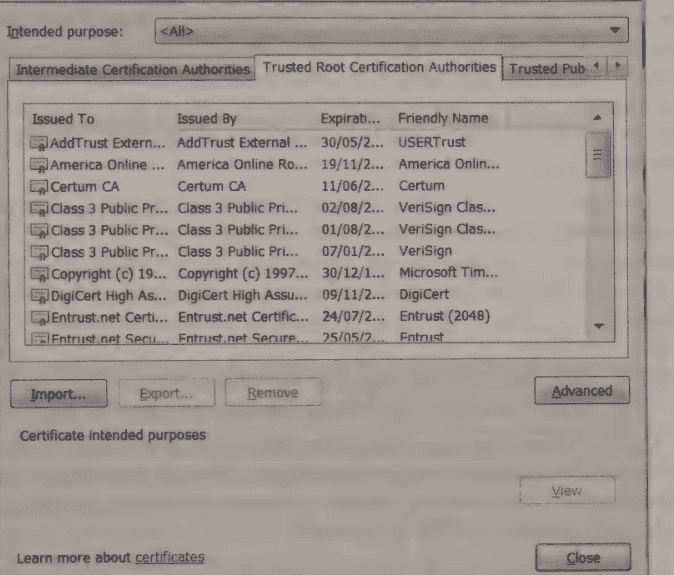 Intended purpose: <All>
Intermediate Certification Authorities Trusted Root Certification Authorities Trusted Pub
Issued To Issued By Expirati... Friendly Name
AddTrust Extern... AddTrust External ... 30/05/2... USERTrust
America Online ... America Online Ro... 19/11/2... America Onlin...
Certum CA Certum CA 11/06/2... Certum
Class 3 Public Pr... Class 3 Public Pri... 02/08/2... VeriSign Clas...
Class 3 Public Pr... Class 3 Public Pri... 01/08/2... VeriSign Clas...
Class 3 Public Pr... Class 3 Public Pri... 07/01/2... VeriSign
Copyright (c) 19... Copyright (c) 1997... 30/12/1... Microsoft Tim...
DigiCert High As... DigiCert High Assu... 09/11/2... DigiCert
Entrust.net Certi... Entrust.net Certific... 24/07/2... Entrust (2048)
Entrust.net Secu... Entrust.net Secure... 25/05/2... Entrust
Import... Export... Remove Advanced
Certificate intended purposes
View
Learn more about certificates Close